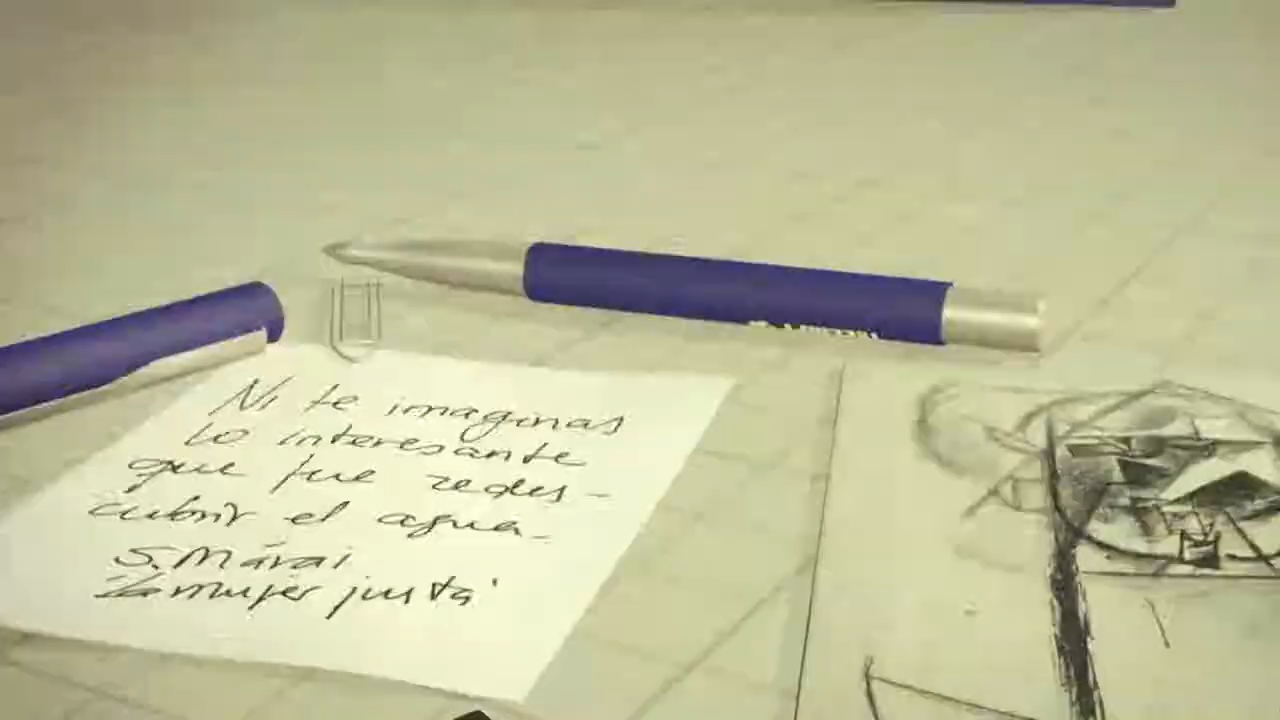 Ni te imaginas
lo interesante
que fue redes-
cubrir el agua.
S. Márai
"La mujer justa"